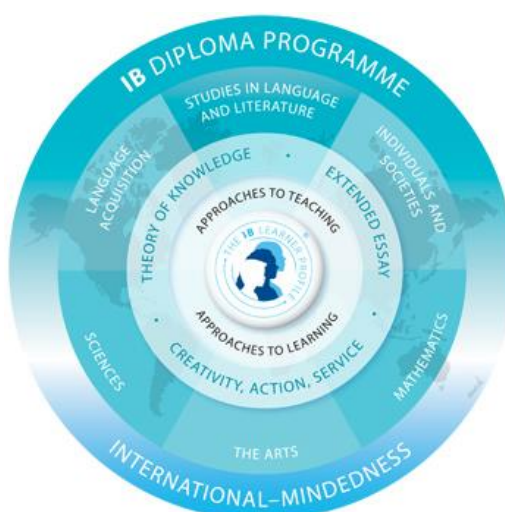 IB DIPLOMA PROGRAMME
STUDIES IN LANGUAGE
AND LITERATURE
LANGUAGE
ACQUISITION
INDIVIDUALS AND
SOCIETIES
THEORY OF KNOWLEDGE
EXTENDED ESSAY
APPROACHES TO TEACHING
THE IB LEARNER PROFILE
®
APPROACHES TO LEARNING
CREATIVITY, ACTION, SERVICE
SCIENCES
MATHEMATICS
THE ARTS
INTERNATIONAL–MINDEDNESS